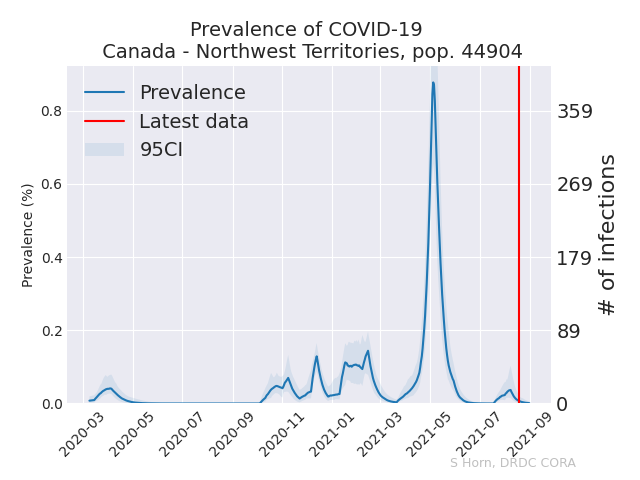 Prevalence of COVID-19
Canada - Northwest Territories, pop. 44904
Prevalence
Latest data
95CI
Prevalence (%)
0.8
0.6
0.4
0.2
0.0
359
269
179
89
0
# of infections
2020-03
2020-05
2020-07
2020-09
2020-11
2021-01
2021-03
2021-05
2021-07
2021-09
S Horn, DRDC CORA